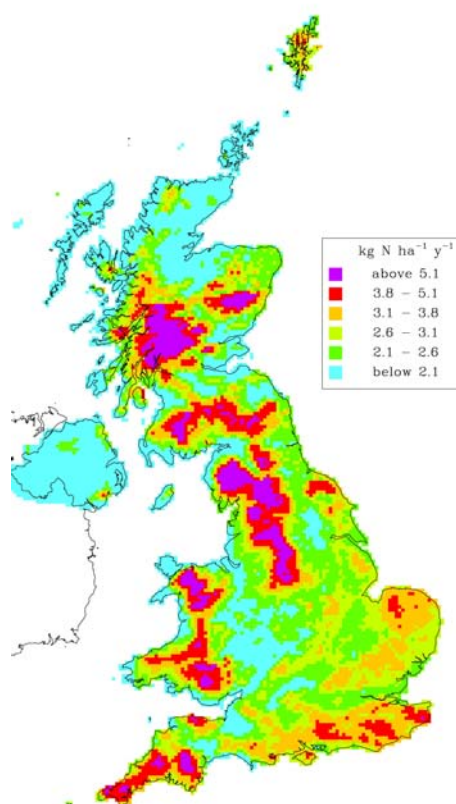 kg N ha⁻¹ y⁻¹
above 5.1
3.8 – 5.1
3.1 – 3.8
2.6 – 3.1
2.1 – 2.6
below 2.1